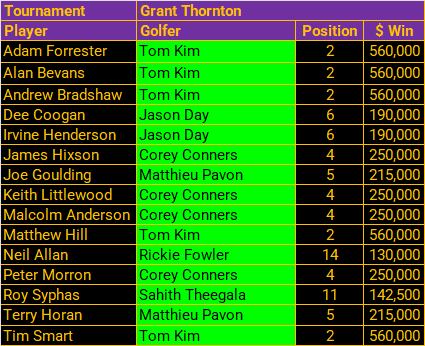 Tournament Grant Thornton
Player Golfer Position $ Win
Adam Forrester Tom Kim 2 560,000
Alan Bevans Tom Kim 2 560,000
Andrew Bradshaw Tom Kim 2 560,000
Dee Coogan Jason Day 6 190,000
Irvine Henderson Jason Day 6 190,000
James Hixson Corey Conners 4 250,000
Joe Goulding Matthieu Pavon 5 215,000
Keith Littlewood Corey Conners 4 250,000
Malcolm Anderson Corey Conners 4 250,000
Matthew Hill Tom Kim 2 560,000
Neil Allan Rickie Fowler 14 130,000
Peter Morron Corey Conners 4 250,000
Roy Syphas Sahith Theegala 11 142,500
Terry Horan Matthieu Pavon 5 215,000
Tim Smart Tom Kim 2 560,000